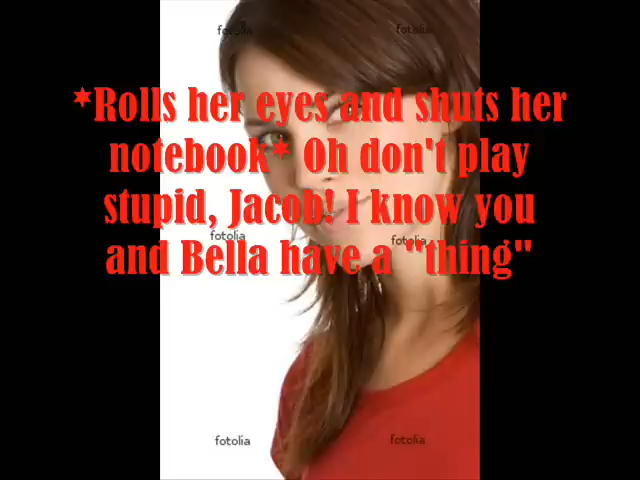 fotolia fotolia
*Rolls her eyes and shuts her
notebook* Oh don't play
stupid, Jacob! I know you
fotolia fotolia
and Bella have a "thing"
fotolia fotolia